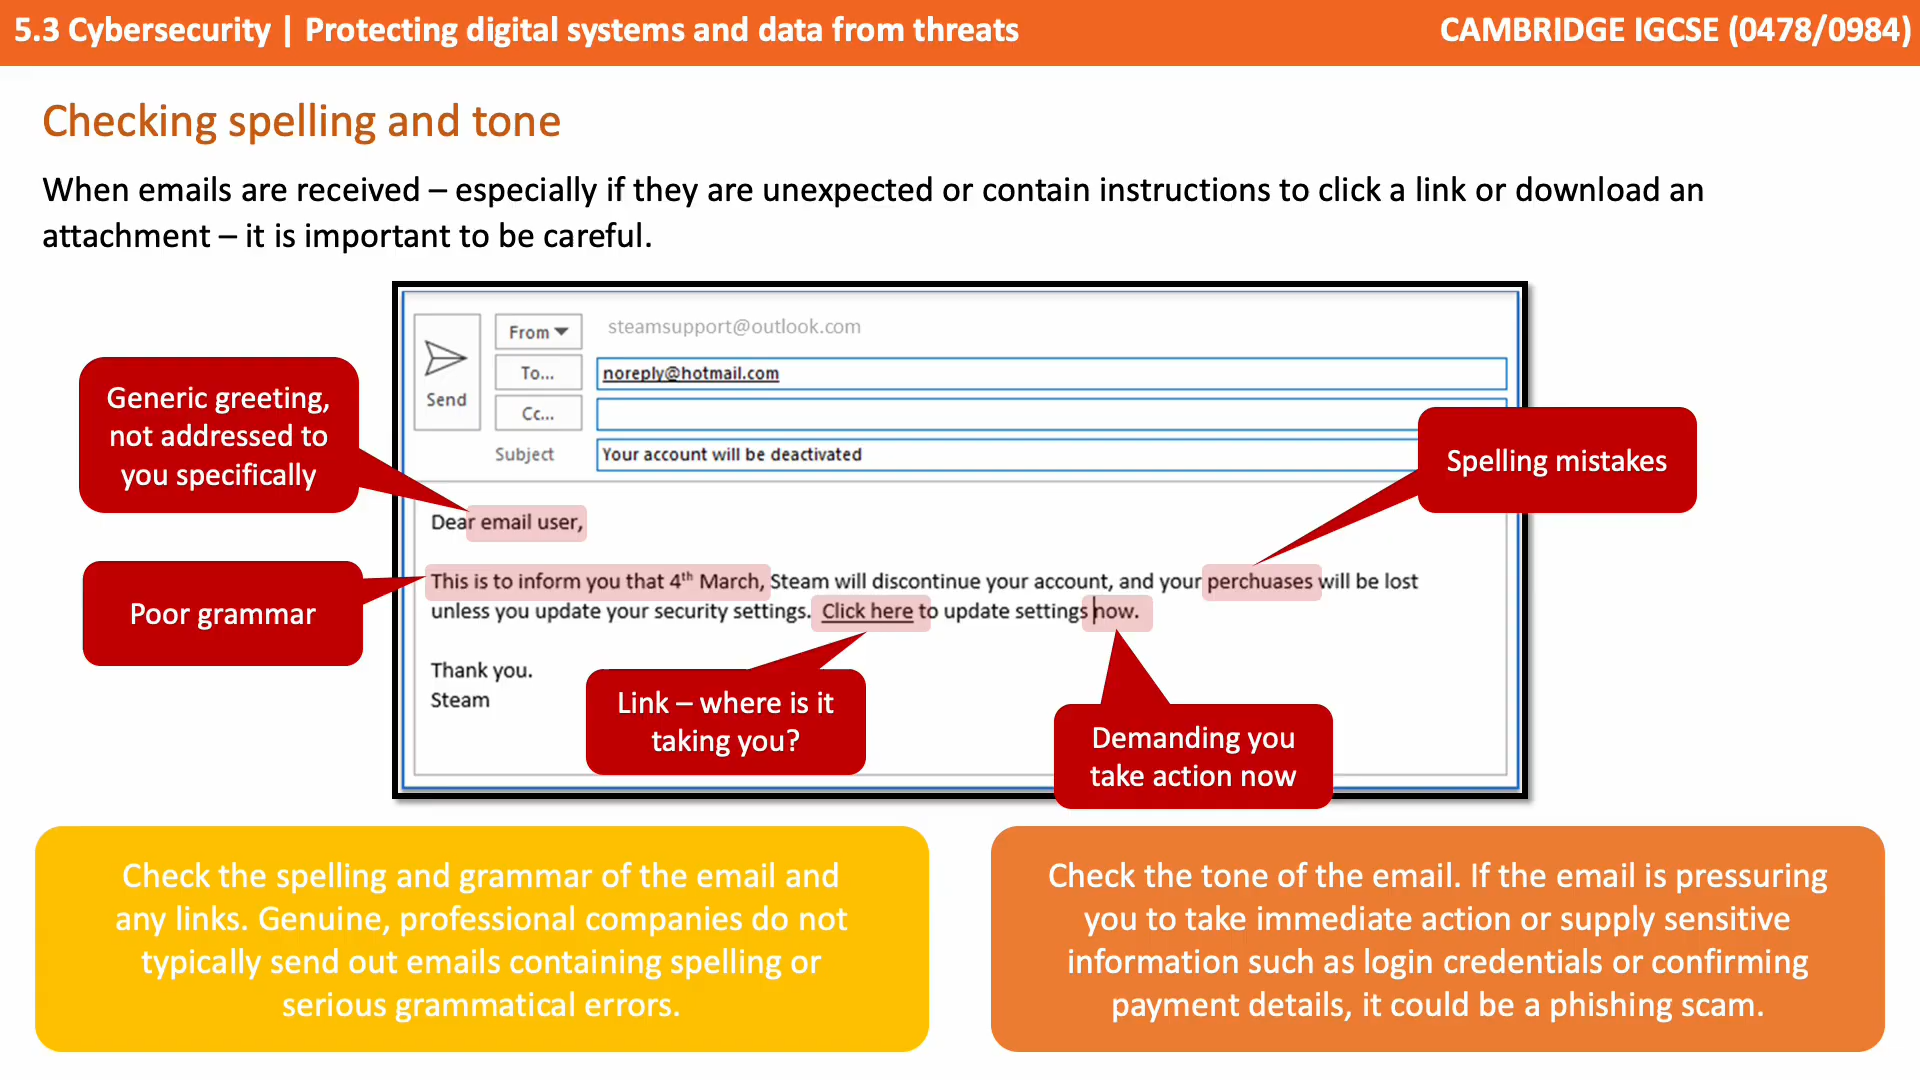 5.3 Cybersecurity | Protecting digital systems and data from threats
CAMBRIDGE IGCSE (0478/0984)
Checking spelling and tone
When emails are received – especially if they are unexpected or contain instructions to click a link or download an
attachment – it is important to be careful.
Send
From
steamsupport@outlook.com
To...
noreply@hotmail.com
Cc...
Subject
Your account will be deactivated
Generic greeting,
not addressed to
you specifically
Spelling mistakes
Dear email user,
Poor grammar
This is to inform you that 4th March, Steam will discontinue your account, and your perchuases will be lost
unless you update your security settings. Click here to update settings now.
Thank you.
Steam
Link – where is it
taking you?
Demanding you
take action now
Check the spelling and grammar of the email and
any links. Genuine, professional companies do not
typically send out emails containing spelling or
serious grammatical errors.
Check the tone of the email. If the email is pressuring
you to take immediate action or supply sensitive
information such as login credentials or confirming
payment details, it could be a phishing scam.